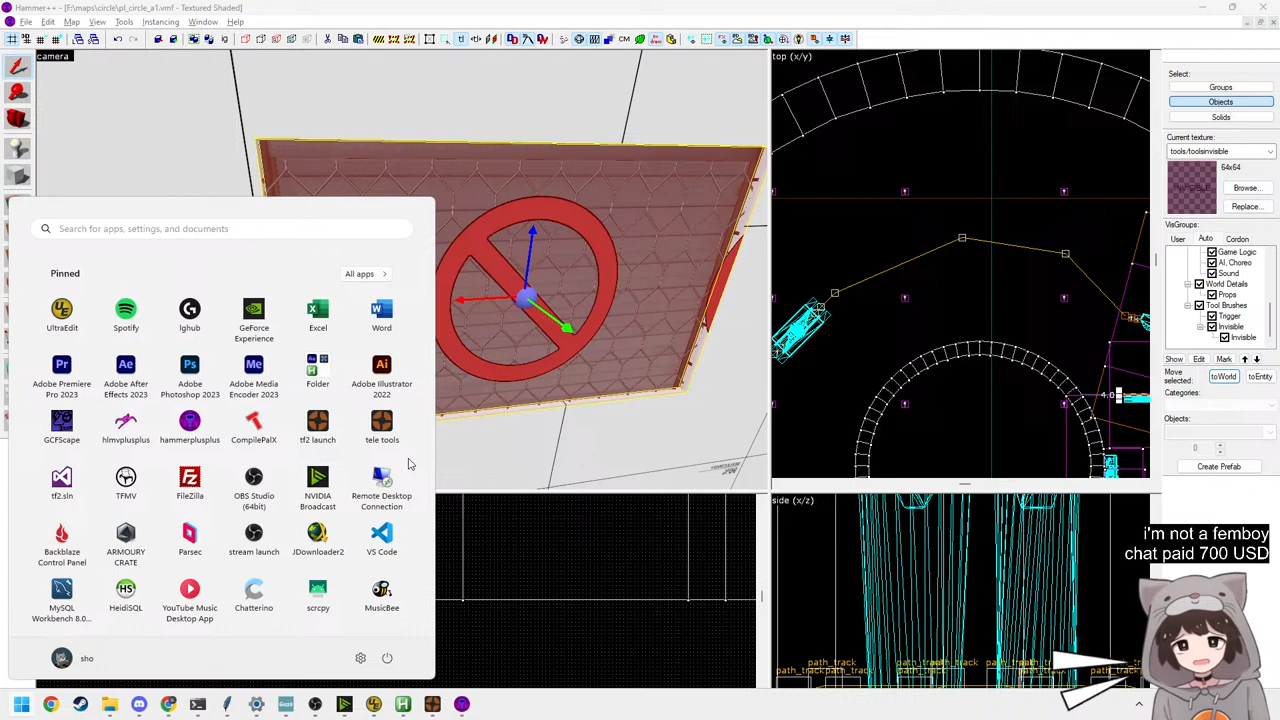 Hammer++ - [F:\maps\circle\pl_circle_a1.vmf - Textured Shaded]
File Edit Map View Tools Instancing Window Help
camera
top (x/y)
Select:
Groups
Objects
Solids
Current texture:
tools/toolsinvisible
64x64
Browse...
Replace...
VisGroups:
User Auto Cordon
Game Logic
AI, Choreo
Sound
World Details
Props
Tool Brushes
Trigger
Invisible
Invisible
Show Edit Mark
Move selected:
toWorld toEntity
Categories:
Objects:
0
Create Prefab
4.0
Search for apps, settings, and documents
Pinned
All apps >
UltraEdit Spotify lghub GeForce Experience Excel Word
Adobe Premiere Pro 2023 Adobe After Effects 2023 Adobe Photoshop 2023 Adobe Media Encoder 2023 Folder Adobe Illustrator 2022
GCFScape hlmvplusplus hammerplusplus CompilePalX tf2 launch tele tools
tf2.sln TFMV FileZilla OBS Studio (64bit) NVIDIA Broadcast Remote Desktop Connection
Backblaze Control Panel ARMOURY CRATE Parsec stream launch JDownloader2 VS Code
MySQL Workbench 8.0... HeidiSQL YouTube Music Desktop App Chatterino scrcpy MusicBee
sho
side (x/z)
i'm not a femboy
chat paid 700 USD